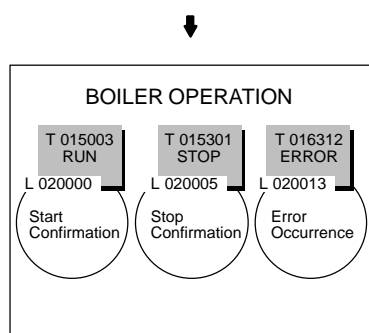 BOILER OPERATION
T 015003
RUN
T 015301
STOP
T 016312
ERROR
L 020000
L 020005
L 020013
Start
Confirmation
Stop
Confirmation
Error
Occurrence